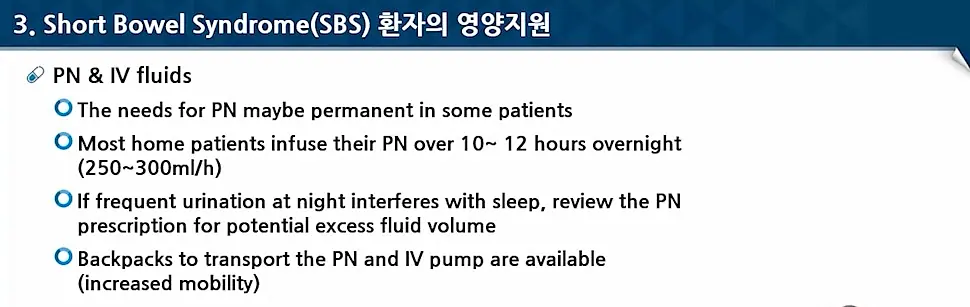 3. Short Bowel Syndrome(SBS) 환자의 영양지원
PN & IV fluids
The needs for PN maybe permanent in some patients
Most home patients infuse their PN over 10~ 12 hours overnight
(250~300ml/h)
If frequent urination at night interferes with sleep, review the PN
prescription for potential excess fluid volume
Backpacks to transport the PN and IV pump are available
(increased mobility)